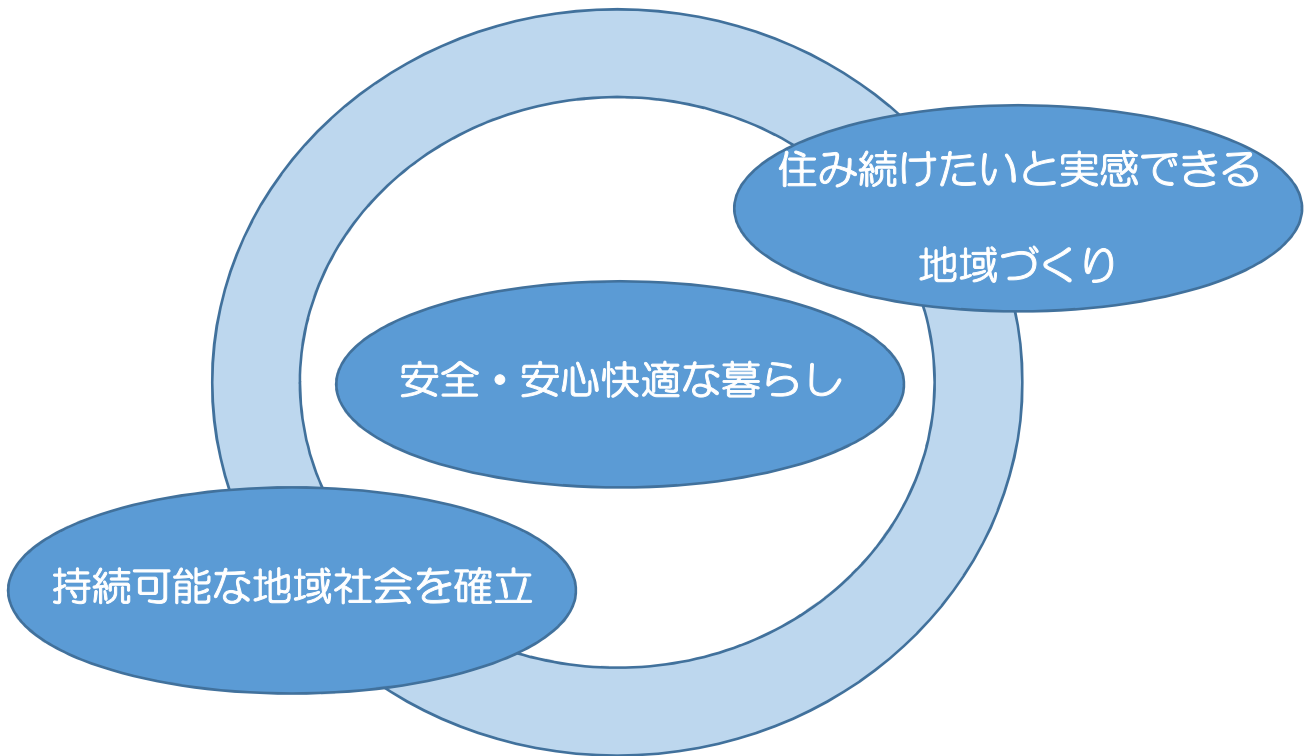 住み続けたいと実感できる
地域づくり
安全・安心快適な暮らし
持続可能な地域社会を確立